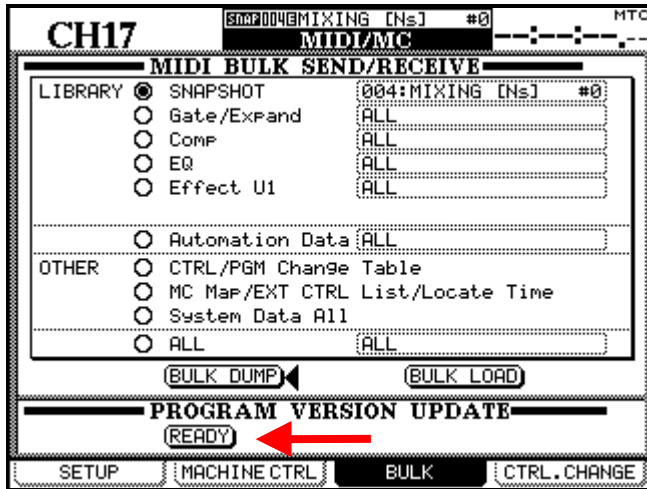 CH17
SNAP004 MIXING [Ns] #0
MIDI/MC
MTC
--:--:--.--
MIDI BULK SEND/RECEIVE
LIBRARY SNAPSHOT 004:MIXING [Ns] #0
Gate/Expand ALL
Comp ALL
EQ ALL
Effect U1 ALL
Automation Data ALL
OTHER CTRL/PGM Change Table
MC Map/EXT CTRL List/Locate Time
System Data All
ALL ALL
BULK DUMP BULK LOAD
PROGRAM VERSION UPDATE
READY
SETUP MACHINE CTRL BULK CTRL.CHANGE